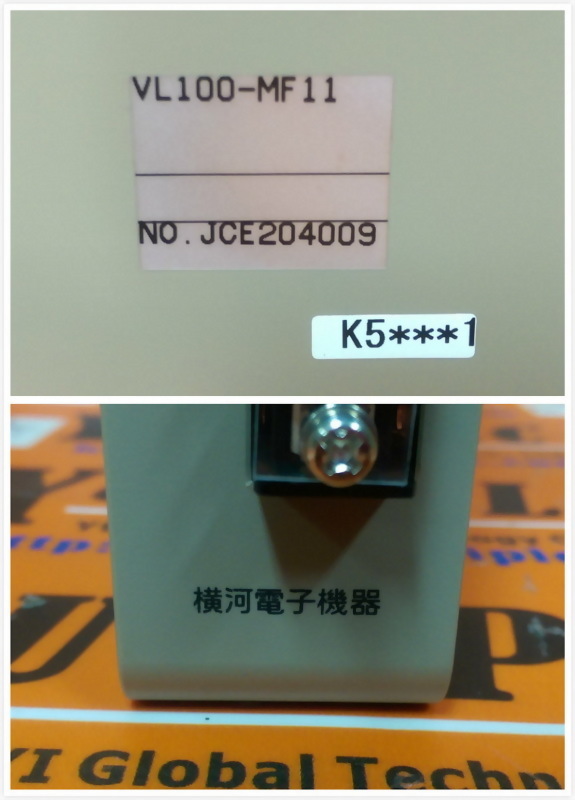 VL100-MF11
NO. JCE204009
K5***1
横河電子機器
YI Global Techn